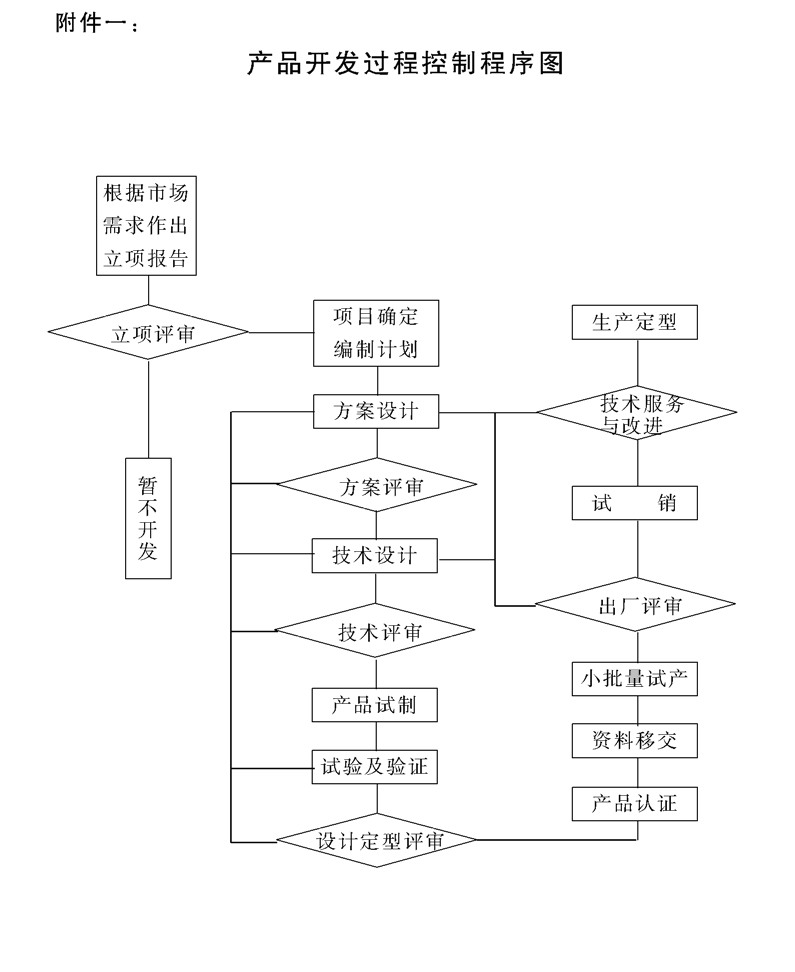 附件一：
产品开发过程控制程序图
根据市场
需求作出
立项报告
立项评审
暂
不
开
发
项目确定
编制计划
方案设计
方案评审
技术设计
技术评审
产品试制
试验及验证
设计定型评审
生产定型
技术服务
与改进
试 销
出厂评审
小批量试产
资料移交
产品认证